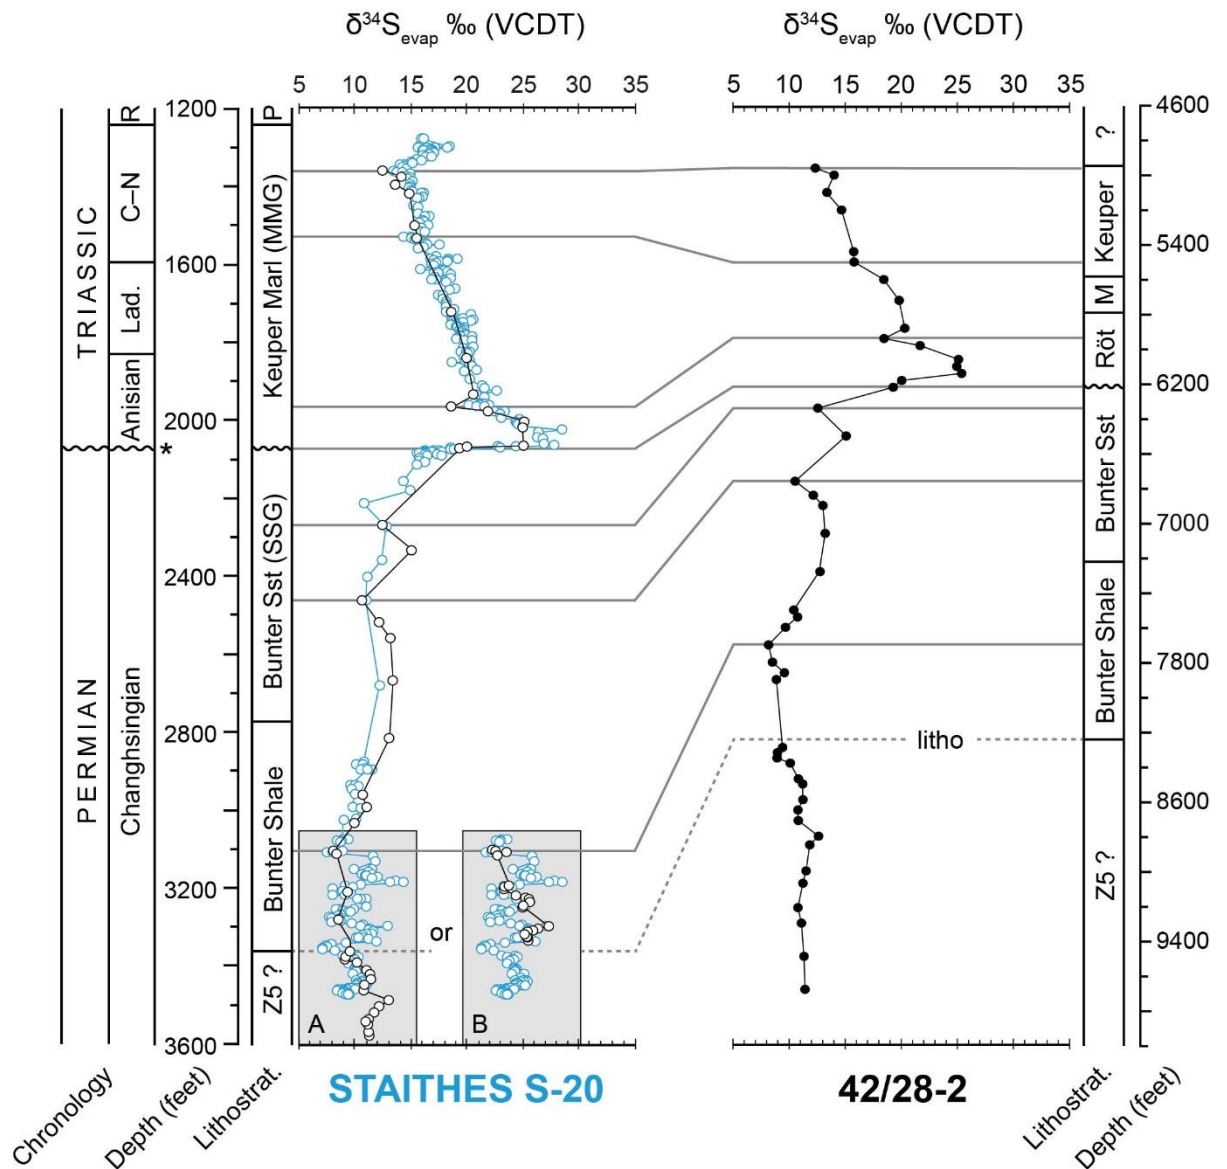 δ³⁴S_evap ‰ (VCDT)
δ³⁴S_evap ‰ (VCDT)
5 10 15 20 25 30 35
5 10 15 20 25 30 35
1200
1600
2000
2400
2800
3200
3600
4600
5400
6200
7000
7800
8600
9400
TRIASSIC
PERMIAN
R
C–N
Lad.
Anisian
*
Changhsingian
P
Keuper Marl (MMG)
Bunter Sst (SSG)
Bunter Shale
Z5 ?
A
or
B
litho
?
Keuper
M
Röt
Bunter Sst
Bunter Shale
Z5 ?
Chronology
Depth (feet)
Lithostrat.
STAITHES S-20
42/28-2
Lithostrat.
Depth (feet)